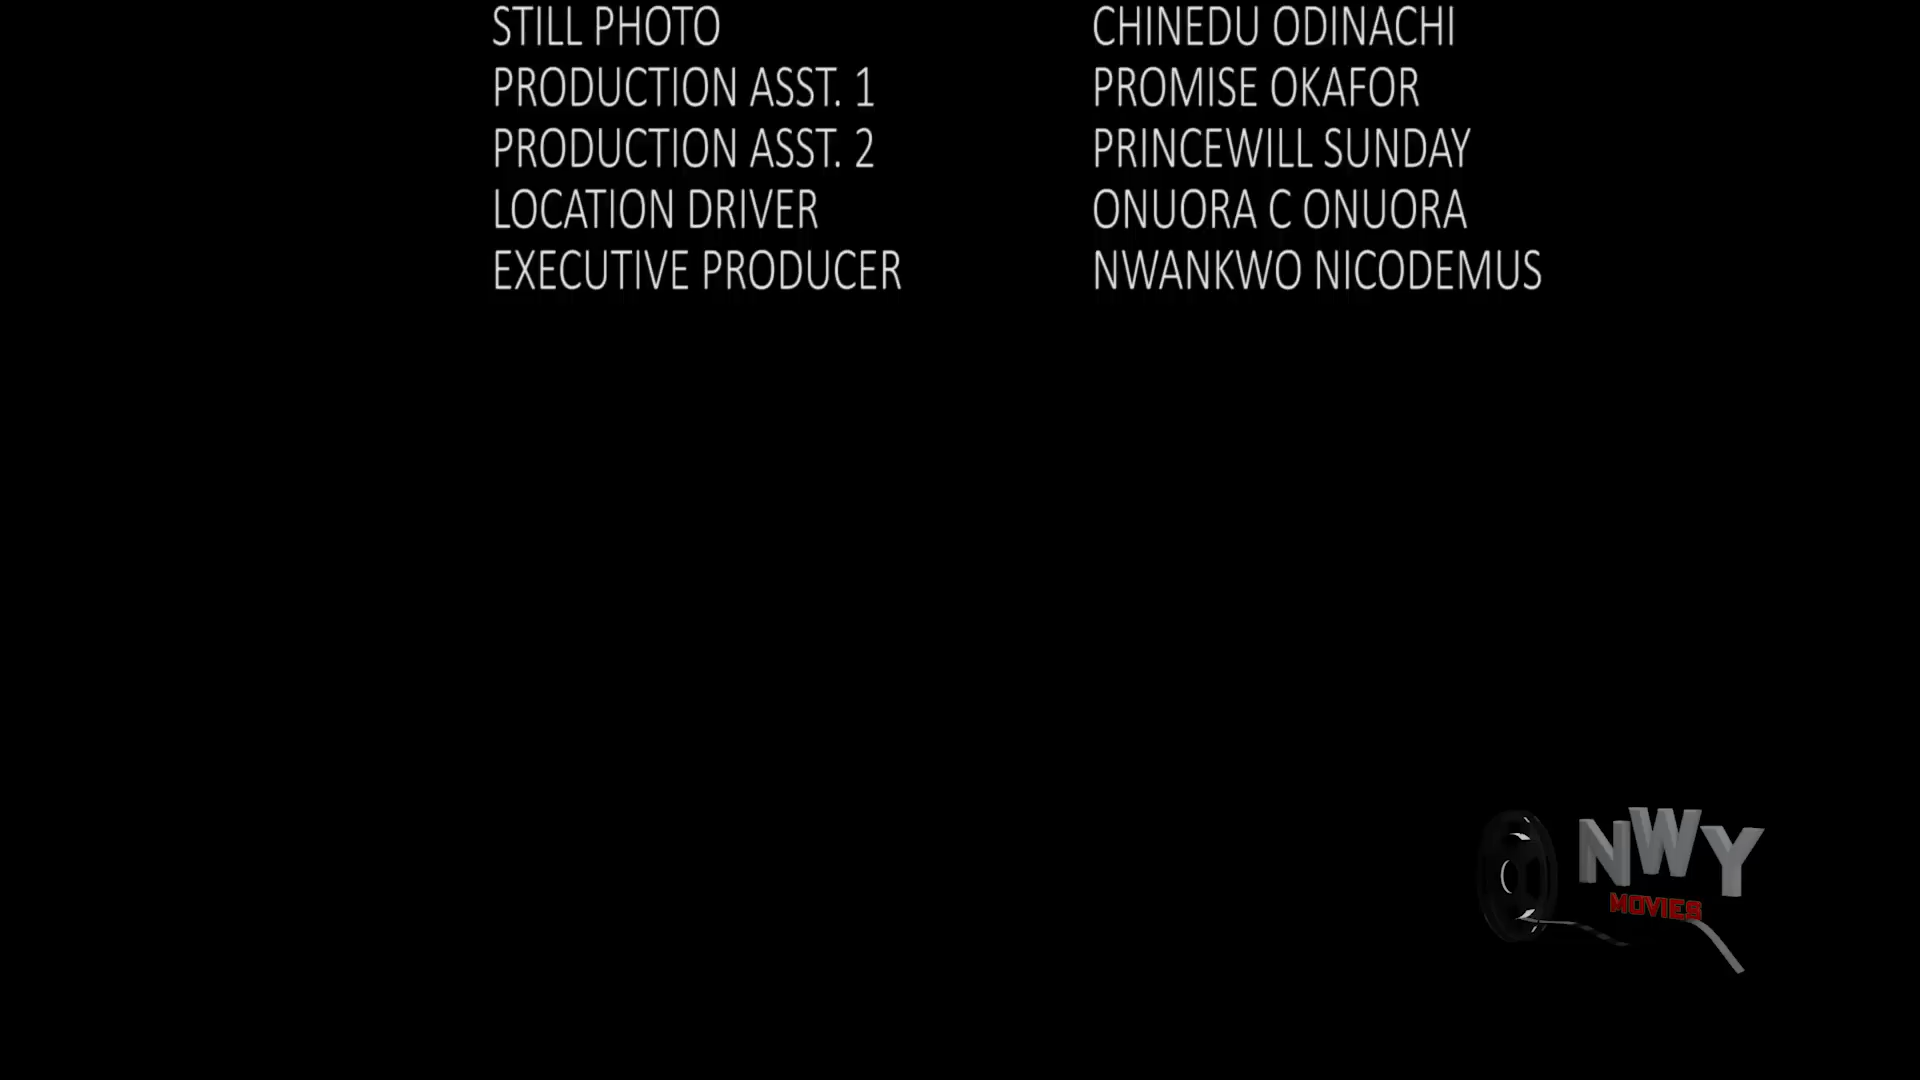 STILL PHOTO CHINEDU ODINACHI
PRODUCTION ASST. 1 PROMISE OKAFOR
PRODUCTION ASST. 2 PRINCEWILL SUNDAY
LOCATION DRIVER ONUORA C ONUORA
EXECUTIVE PRODUCER NWANKWO NICODEMUS
NWY
MOVIES